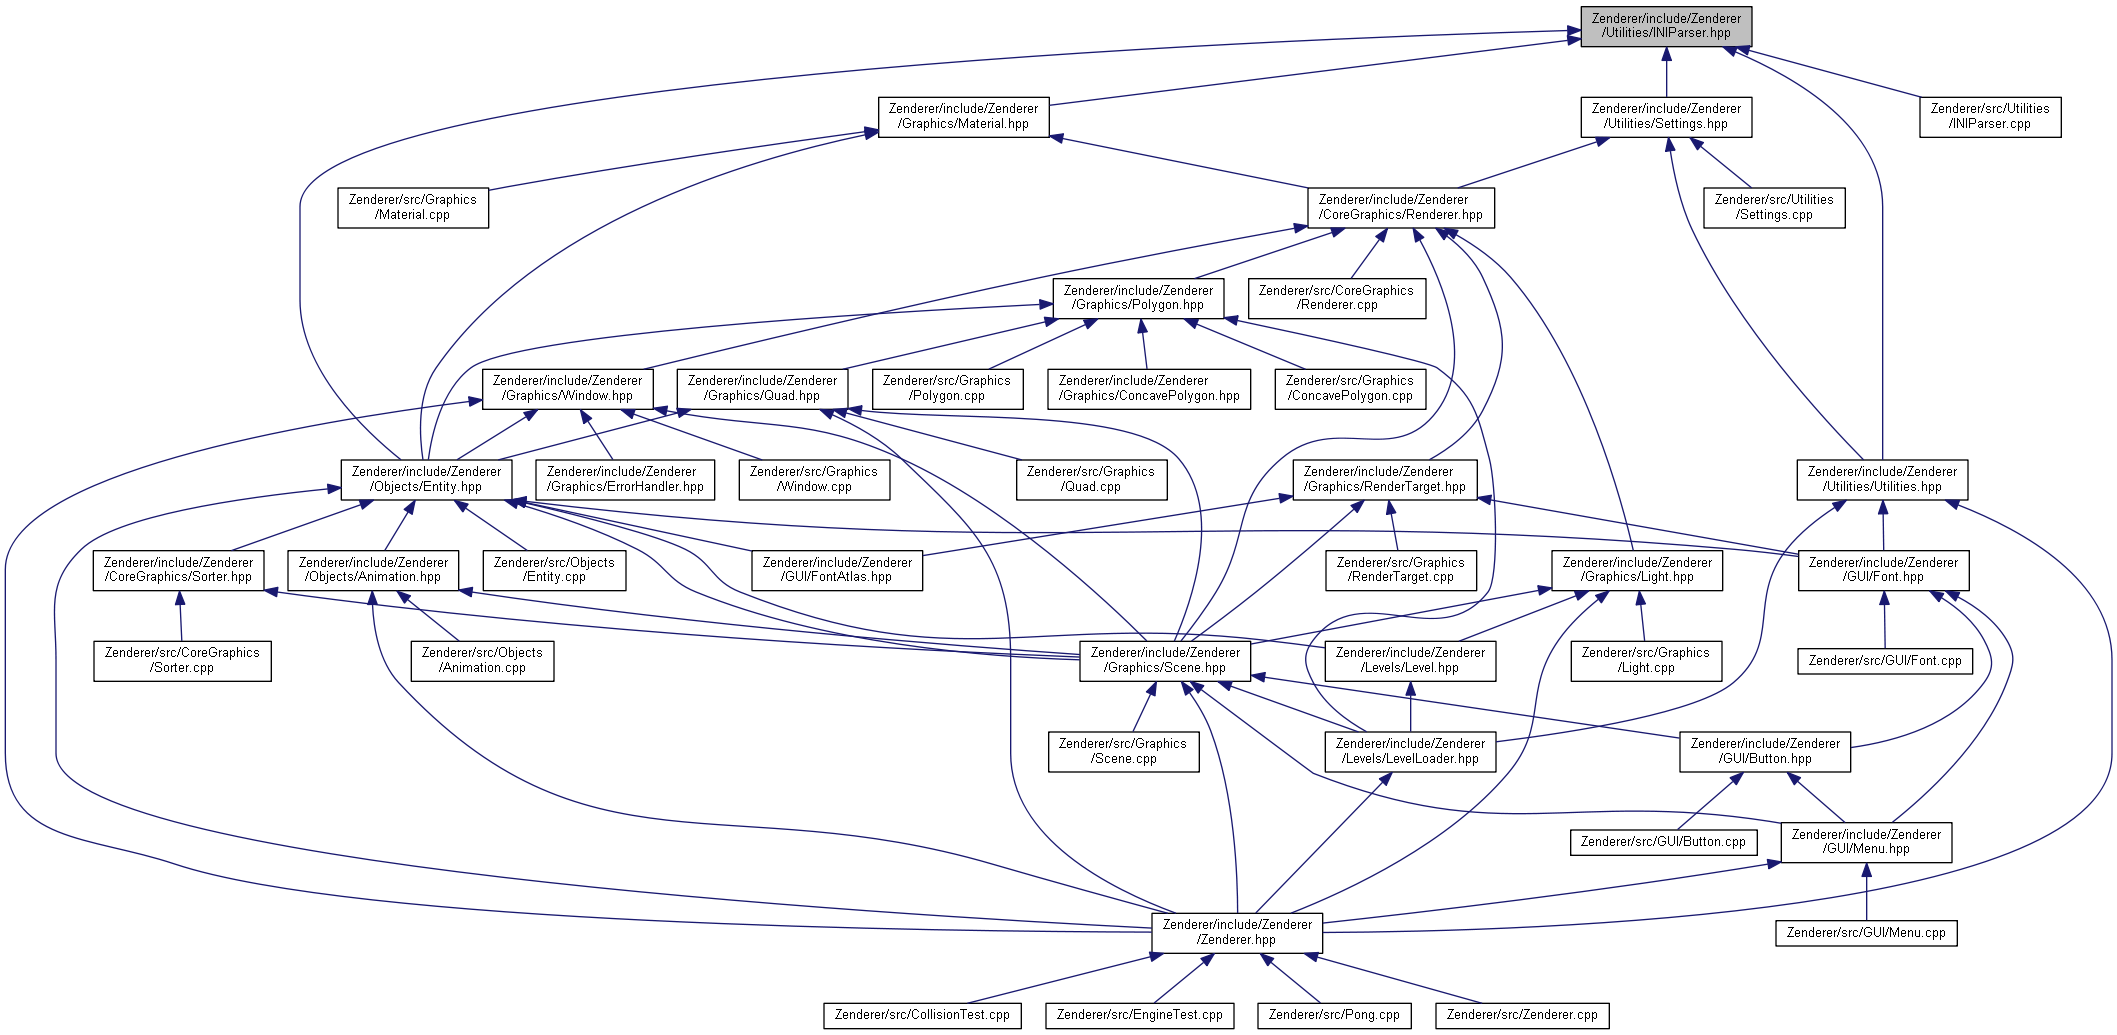 Zenderer/include/Zenderer
/Utilities/INIParser.hpp
Zenderer/include/Zenderer
/Graphics/Material.hpp
Zenderer/include/Zenderer
/Utilities/Settings.hpp
Zenderer/src/Utilities
/INIParser.cpp
Zenderer/src/Graphics
/Material.cpp
Zenderer/include/Zenderer
/CoreGraphics/Renderer.hpp
Zenderer/src/Utilities
/Settings.cpp
Zenderer/include/Zenderer
/Graphics/Polygon.hpp
Zenderer/src/CoreGraphics
/Renderer.cpp
Zenderer/include/Zenderer
/Graphics/Window.hpp
Zenderer/include/Zenderer
/Graphics/Quad.hpp
Zenderer/src/Graphics
/Polygon.cpp
Zenderer/include/Zenderer
/Graphics/ConcavePolygon.hpp
Zenderer/src/Graphics
/ConcavePolygon.cpp
Zenderer/include/Zenderer
/Objects/Entity.hpp
Zenderer/include/Zenderer
/Graphics/ErrorHandler.hpp
Zenderer/src/Graphics
/Window.cpp
Zenderer/src/Graphics
/Quad.cpp
Zenderer/include/Zenderer
/Graphics/RenderTarget.hpp
Zenderer/include/Zenderer
/Utilities/Utilities.hpp
Zenderer/include/Zenderer
/CoreGraphics/Sorter.hpp
Zenderer/include/Zenderer
/Objects/Animation.hpp
Zenderer/src/Objects
/Entity.cpp
Zenderer/include/Zenderer
/GUI/FontAtlas.hpp
Zenderer/src/Graphics
/RenderTarget.cpp
Zenderer/include/Zenderer
/Graphics/Light.hpp
Zenderer/include/Zenderer
/GUI/Font.hpp
Zenderer/src/CoreGraphics
/Sorter.cpp
Zenderer/src/Objects
/Animation.cpp
Zenderer/include/Zenderer
/Graphics/Scene.hpp
Zenderer/include/Zenderer
/Levels/Level.hpp
Zenderer/src/Graphics
/Light.cpp
Zenderer/src/GUI/Font.cpp
Zenderer/src/Graphics
/Scene.cpp
Zenderer/include/Zenderer
/Levels/LevelLoader.hpp
Zenderer/include/Zenderer
/GUI/Button.hpp
Zenderer/src/GUI/Button.cpp
Zenderer/include/Zenderer
/GUI/Menu.hpp
Zenderer/include/Zenderer
/Zenderer.hpp
Zenderer/src/GUI/Menu.cpp
Zenderer/src/CollisionTest.cpp
Zenderer/src/EngineTest.cpp
Zenderer/src/Pong.cpp
Zenderer/src/Zenderer.cpp